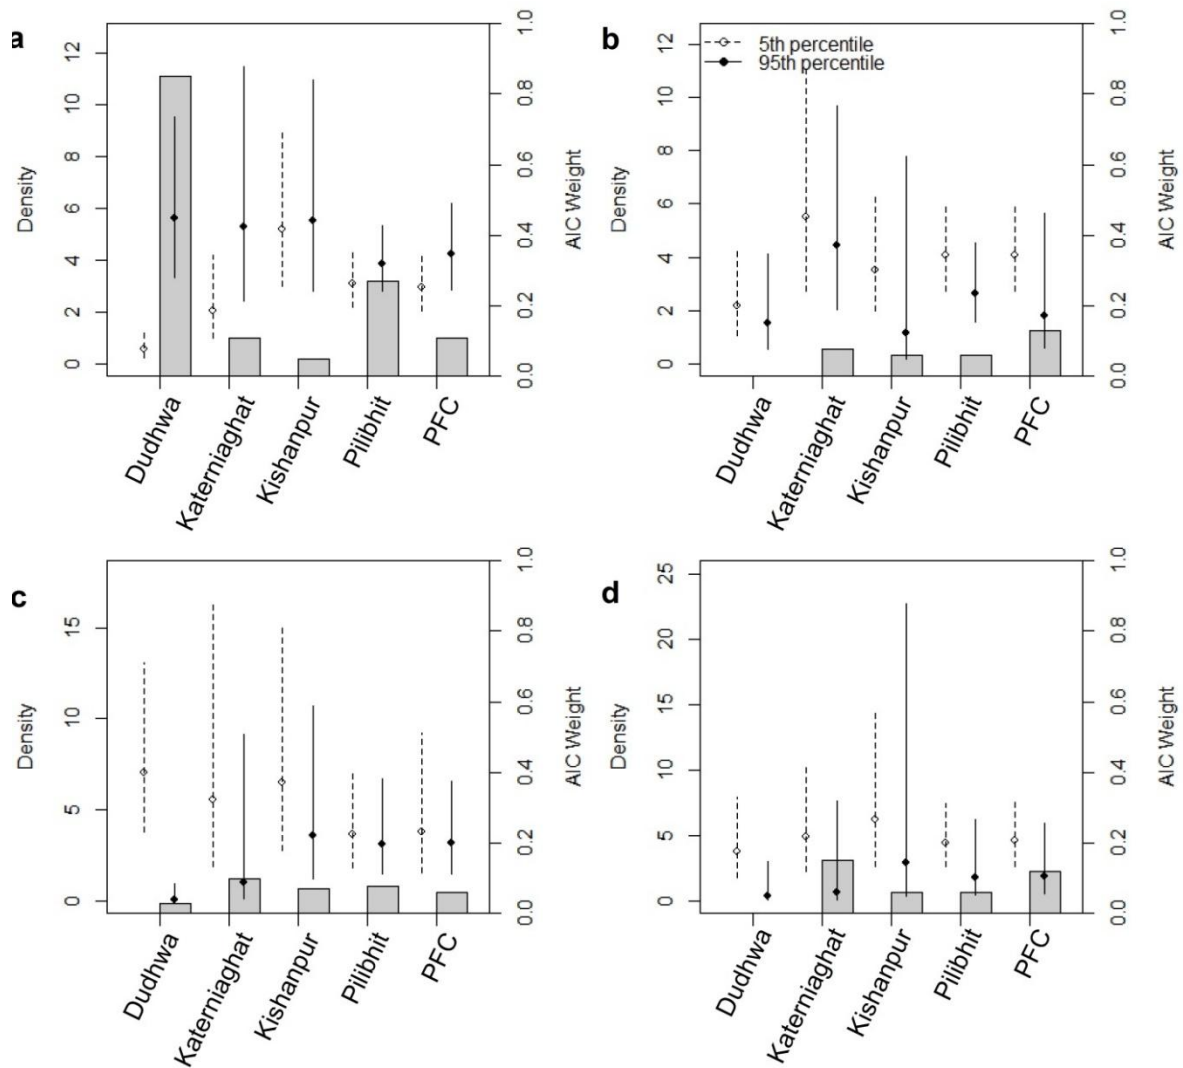 a
Density
12
10
8
6
4
2
0
1.0
0.8
0.6
0.4
0.2
0.0
AIC Weight
Dudhwa
Katerniaghat
Kishanpur
Pilibhit
PFC
b
5th percentile
95th percentile
Density
12
10
8
6
4
2
0
1.0
0.8
0.6
0.4
0.2
0.0
AIC Weight
Dudhwa
Katerniaghat
Kishanpur
Pilibhit
PFC
c
Density
15
10
5
0
1.0
0.8
0.6
0.4
0.2
0.0
AIC Weight
Dudhwa
Katerniaghat
Kishanpur
Pilibhit
PFC
d
Density
25
20
15
10
5
0
1.0
0.8
0.6
0.4
0.2
0.0
AIC Weight
Dudhwa
Katerniaghat
Kishanpur
Pilibhit
PFC